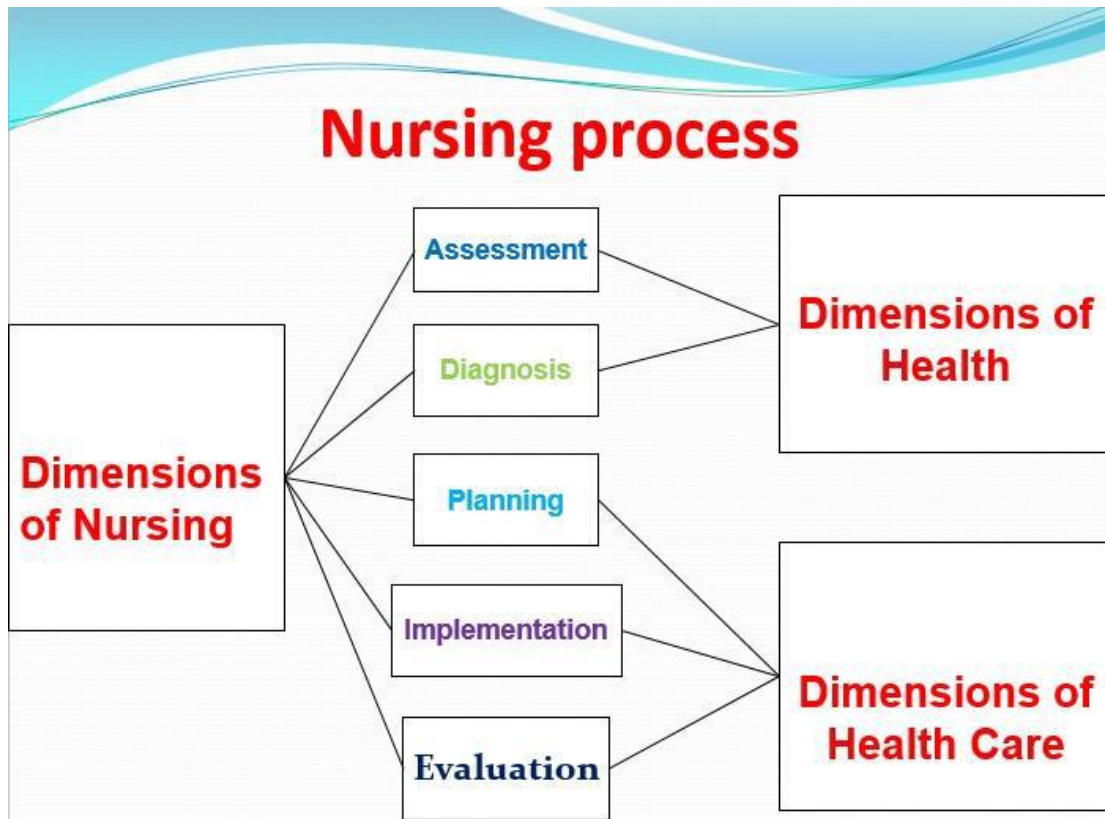 Nursing process
Assessment
Diagnosis
Planning
Implementation
Evaluation
Dimensions
of Nursing
Dimensions of
Health
Dimensions of
Health Care